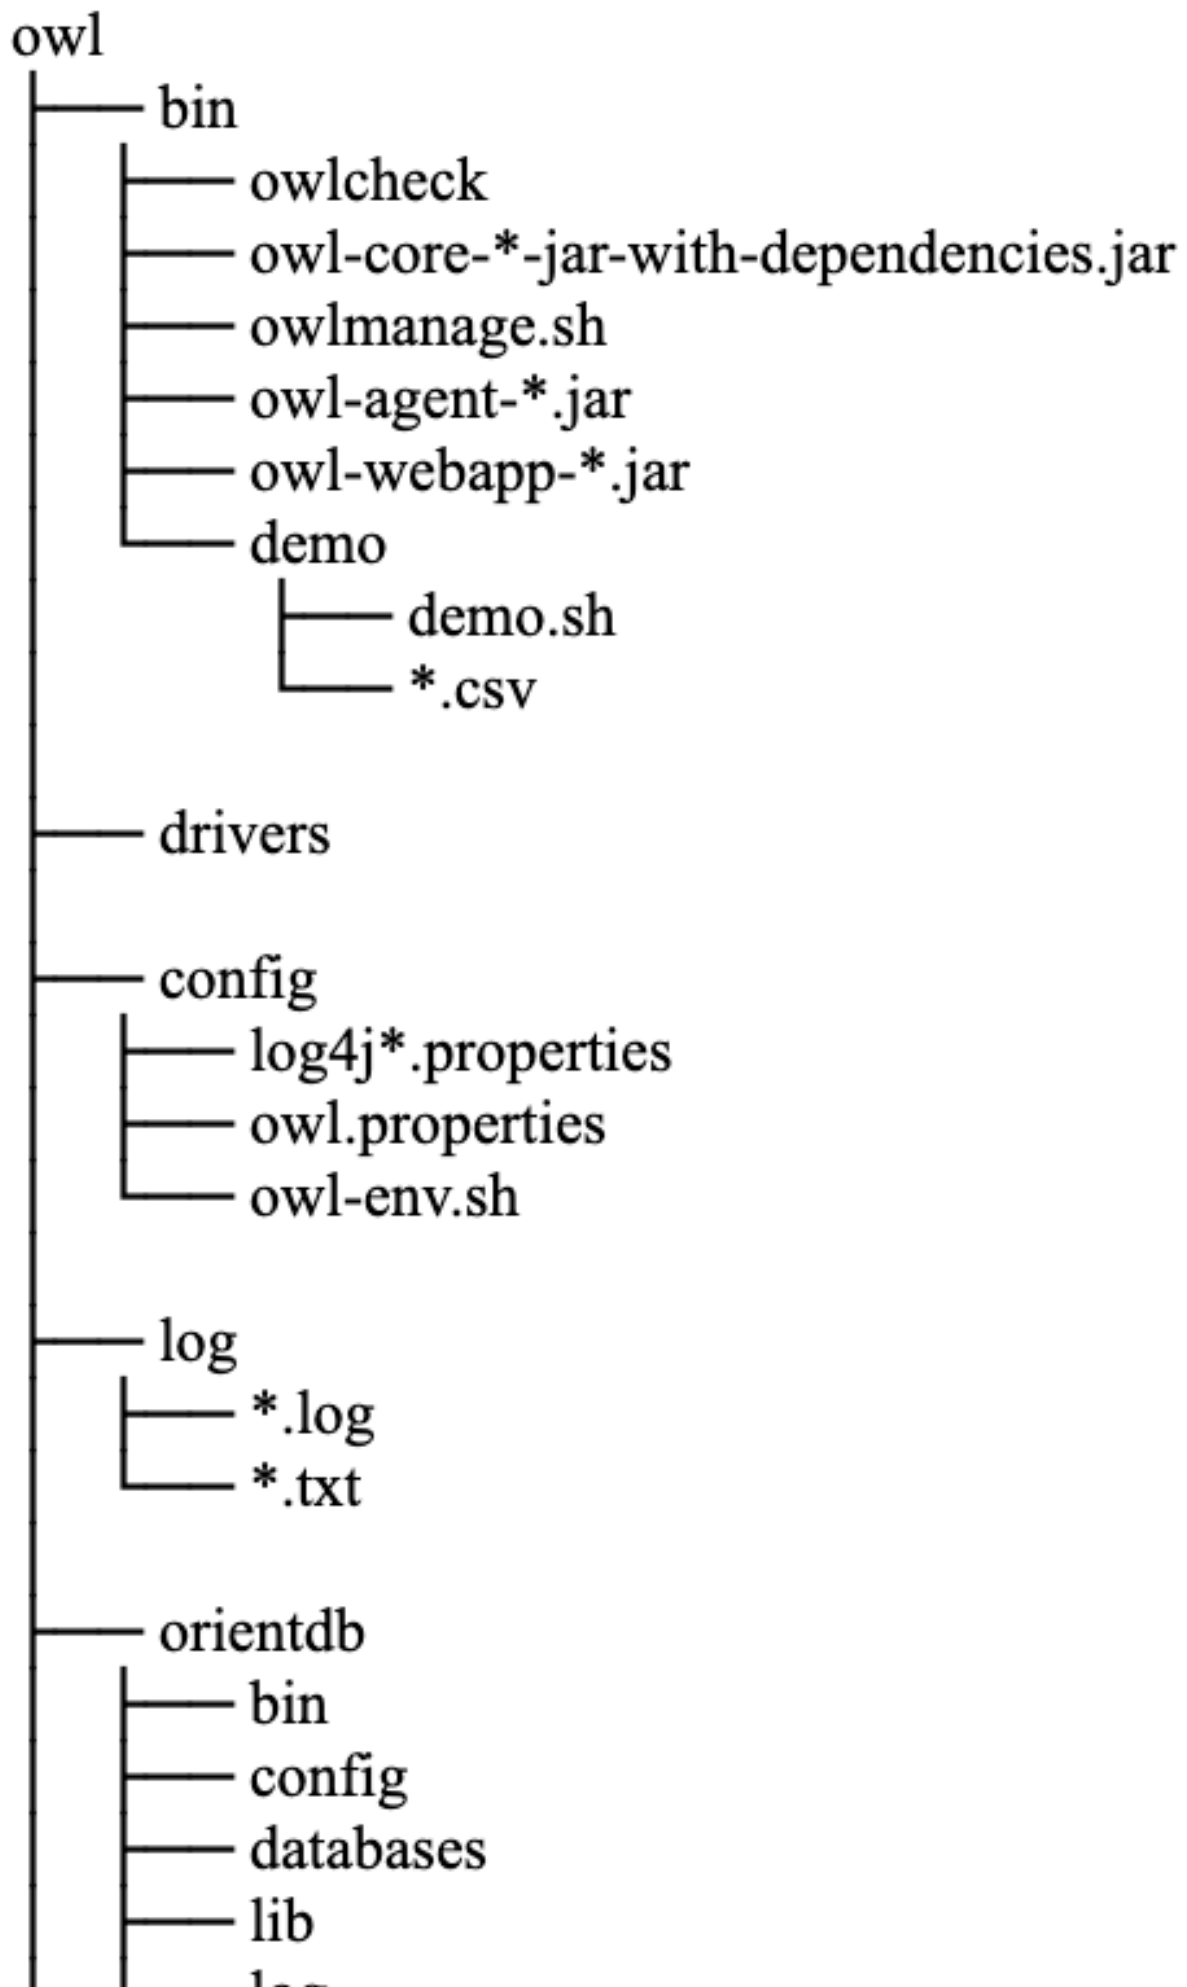 owl
bin
owlcheck
owl-core-*-jar-with-dependencies.jar
owlmanage.sh
owl-agent-*.jar
owl-webapp-*.jar
demo
demo.sh
*.csv
drivers
config
log4j*.properties
owl.properties
owl-env.sh
log
*.log
*.txt
orientdb
bin
config
databases
lib